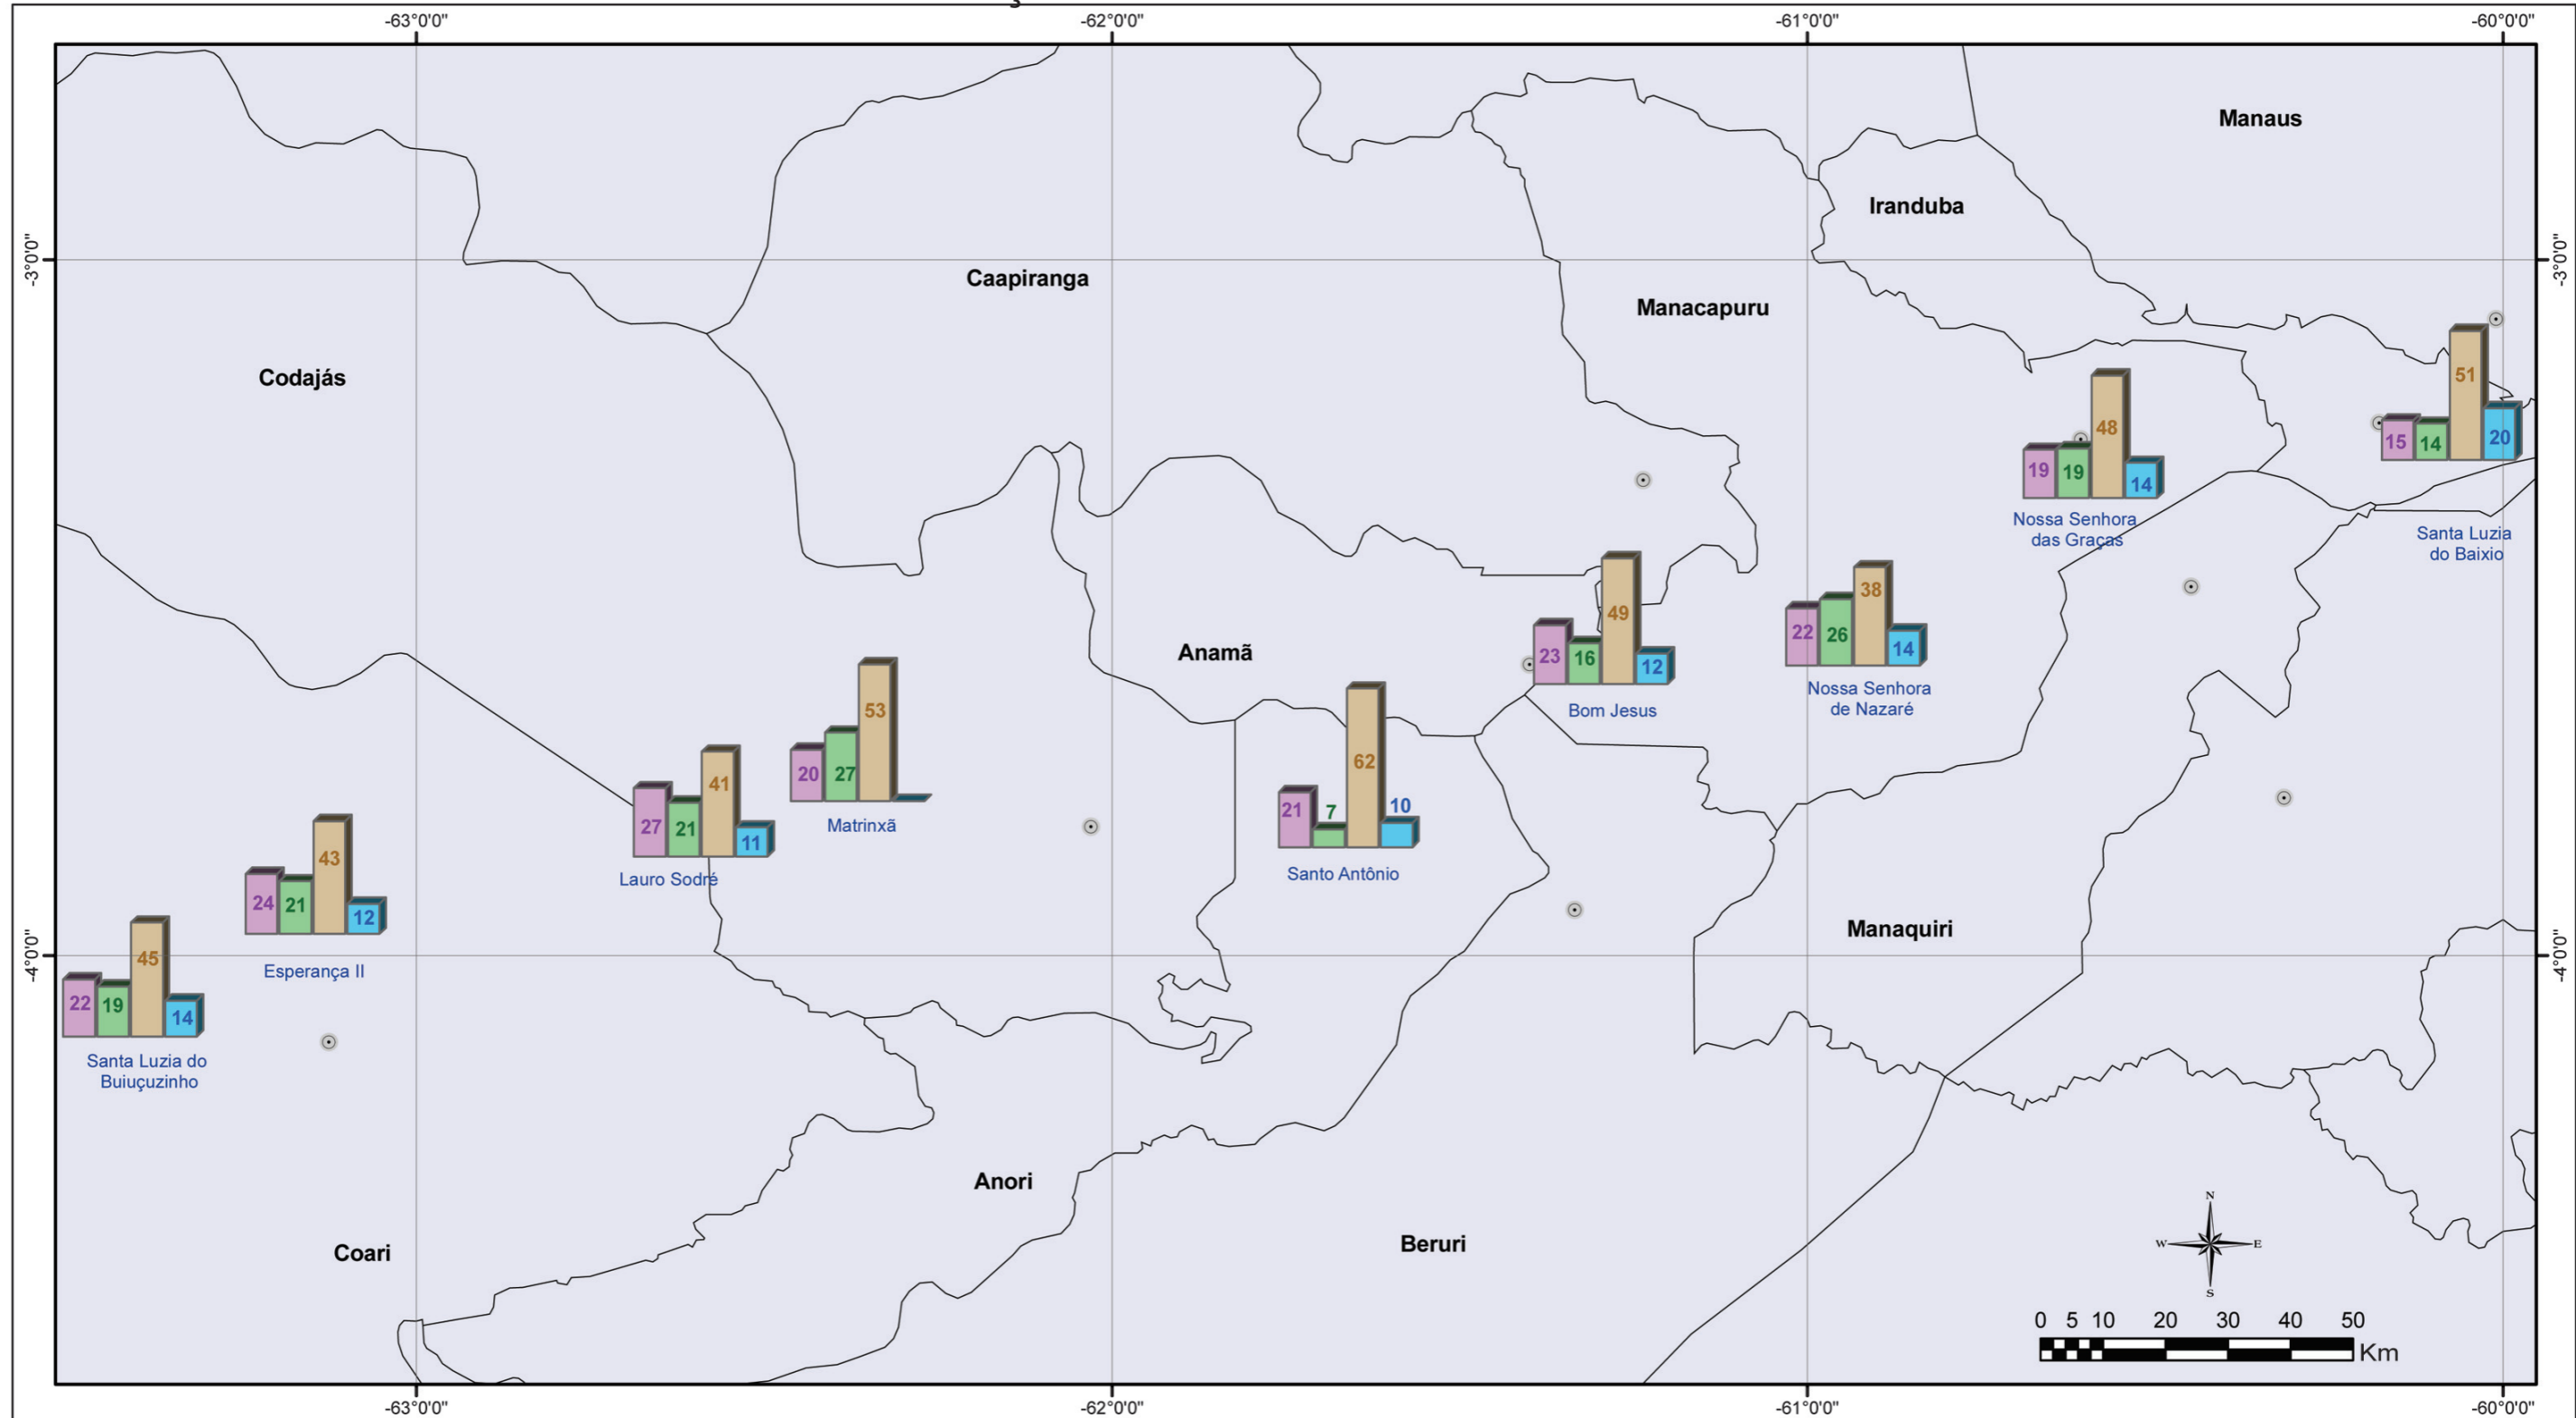 -63°0'0"
-62°0'0"
-61°0'0"
-60°0'0"
Manaus
Iranduba
-3°0'0"
-3°0'0"
Caapiranga
Manacapuru
Codajás
51
15
14
20
48
19
19
14
Nossa Senhora
das Graças
Santa Luzia
do Baixio
49
23
16
12
Bom Jesus
38
22
26
14
Nossa Senhora
de Nazaré
Anamã
53
20
27
Matrinxã
62
21
7
10
Santo Antônio
41
27
21
11
Lauro Sodré
43
24
21
12
Esperança II
45
22
19
14
Santa Luzia do
Buiuçuzinho
-4°0'0"
-4°0'0"
Manaquiri
Anori
Coari
Beruri
N
W
E
S
0 5 10 20 30 40 50
Km
-63°0'0"
-62°0'0"
-61°0'0"
-60°0'0"